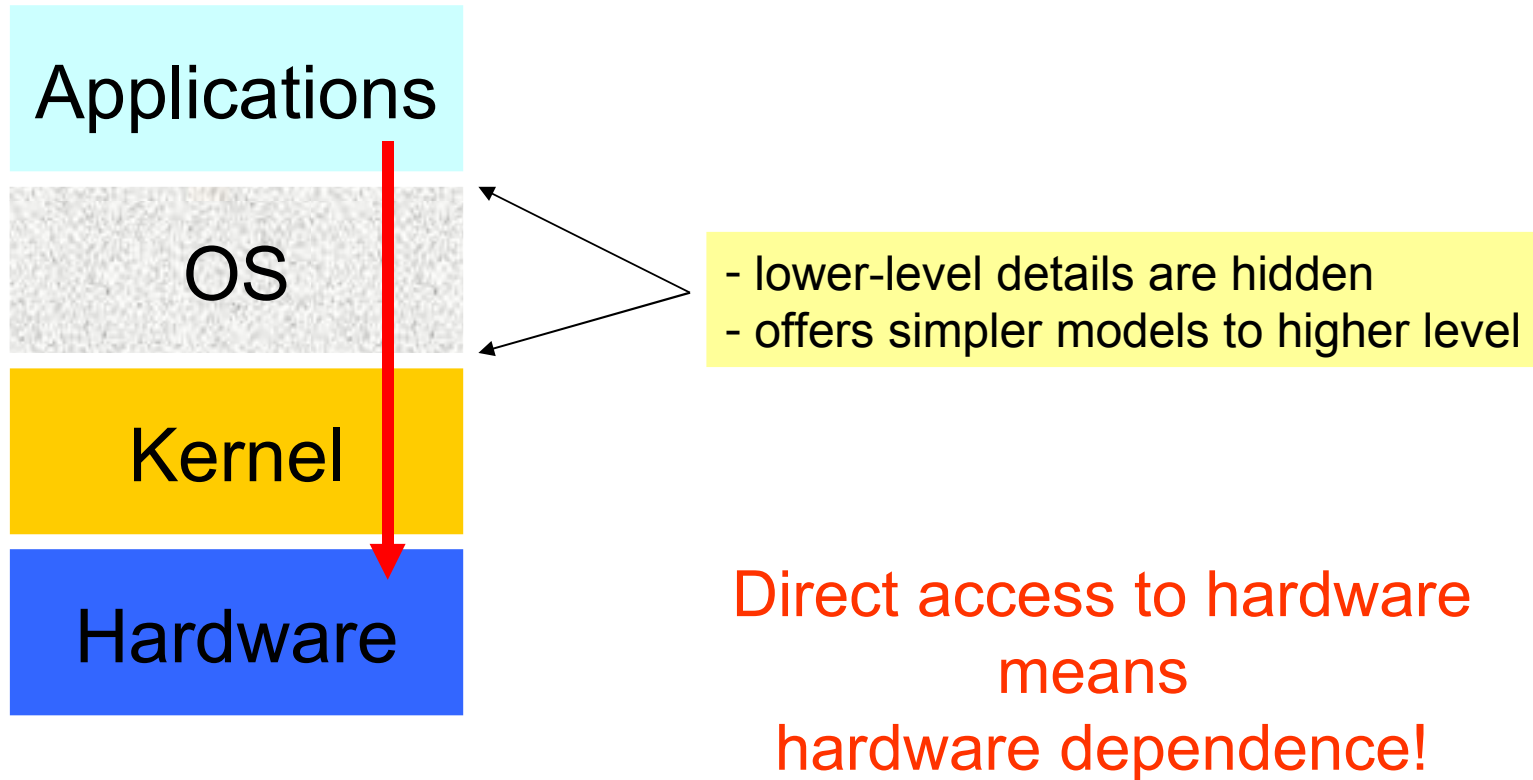 Applications
OS
- lower-level details are hidden
- offers simpler models to higher level
Kernel
Hardware
Direct access to hardware
means
hardware dependence!